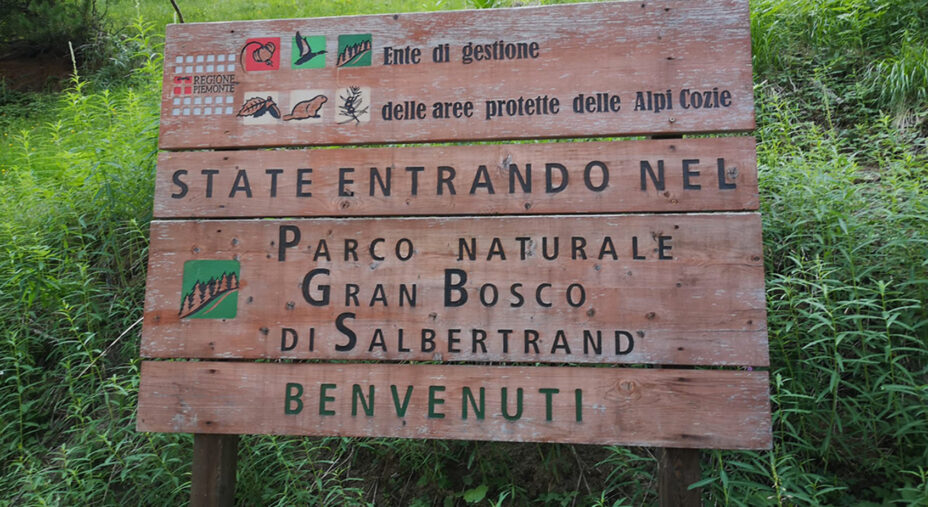 REGIONE
PIEMONTE
Ente di gestione
delle aree protette delle Alpi Cozie
STATE ENTRANDO NEL
PARCO NATURALE
GRAN BOSCO
DI SALBERTRAND
BENVENUTI